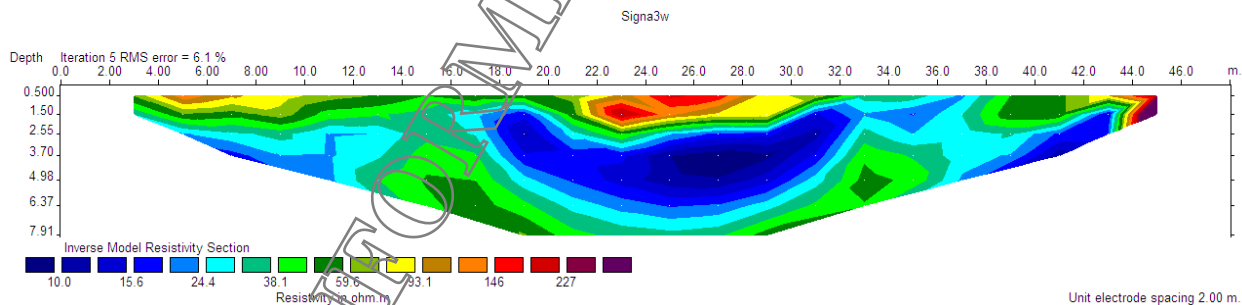 Signa3w
Depth Iteration 5 RMS error = 6.1 %
0.0 2.00 4.00 6.00 8.00 10.0 12.0 14.0 16.0 18.0 20.0 22.0 24.0 26.0 28.0 30.0 32.0 34.0 36.0 38.0 40.0 42.0 44.0 46.0 m.
0.500
1.50
2.55
3.70
4.98
6.37
7.91
Inverse Model Resistivity Section
10.0 15.6 24.4 38.1 59.6 93.1 146 227
Resistivity in ohm.m
Unit electrode spacing 2.00 m.